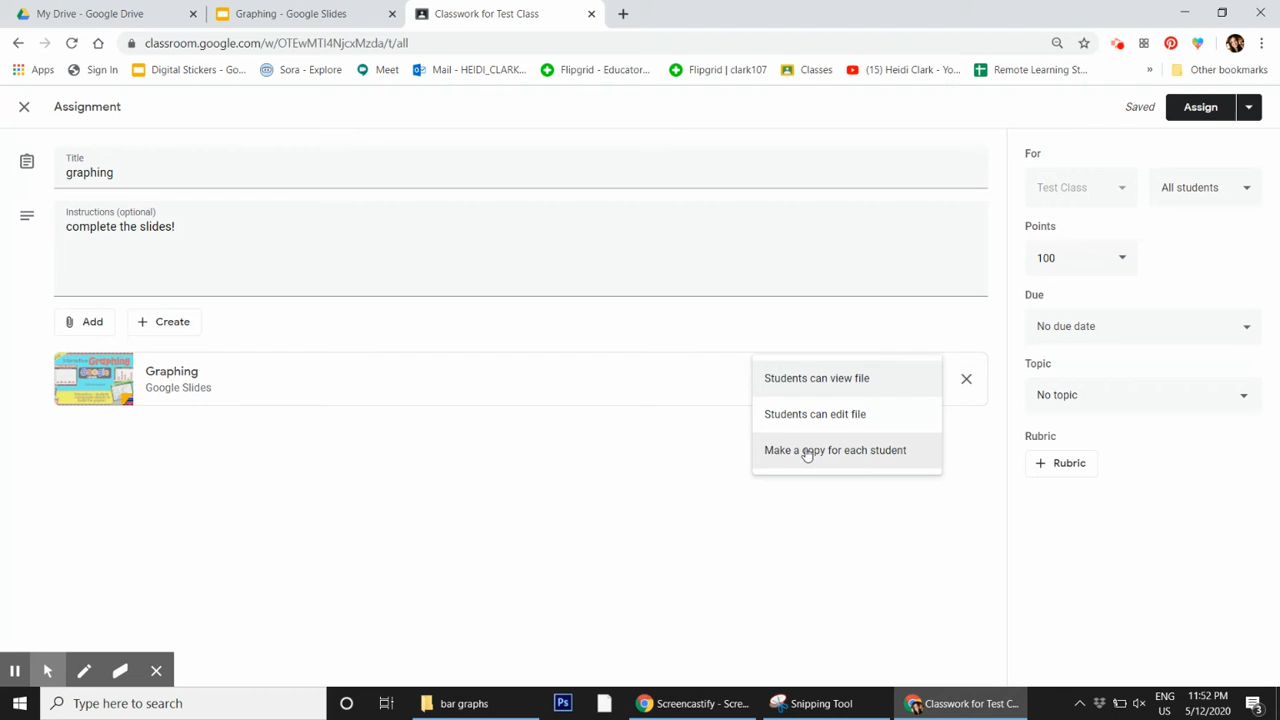 My Drive - Google Drive
Graphing - Google Slides
Classwork for Test Class
classroom.google.com/w/OTEwMTI4NjcxMzda/t/all
Apps
Sign In
Digital Stickers - Go...
Sora - Explore
Meet
Mail - HEIDI_CLARK...
Flipgrid - Educator...
Flipgrid | clark107
Classes
(15) Heidi Clark - Yo...
Remote Learning St...
»
Other bookmarks
Assignment
Saved
Assign
Title
graphing
Instructions (optional)
complete the slides!
Add
Create
Graphing
Google Slides
Students can view file
Students can edit file
Make a copy for each student
For
Test Class
All students
Points
100
Due
No due date
Topic
No topic
Rubric
Rubric
Type here to search
bar graphs
Ps
Screencastify - Scre...
Snipping Tool
Classwork for Test C...
ENG
US
11:52 PM
5/12/2020
3